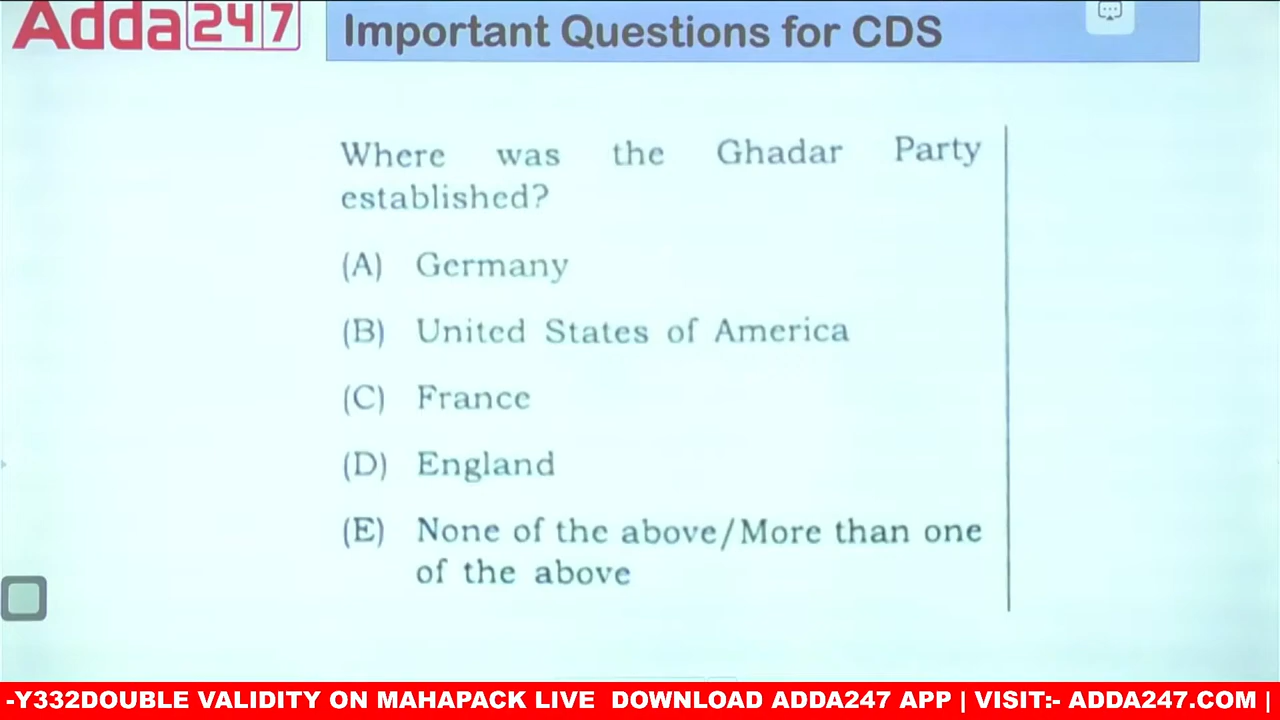 Adda247
Important Questions for CDS
Where was the Ghadar Party
established?
(A) Germany
(B) United States of America
(C) France
(D) England
(E) None of the above/More than one
of the above
-Y332DOUBLE VALIDITY ON MAHAPACK LIVE DOWNLOAD ADDA247 APP | VISIT:- ADDA247.COM |